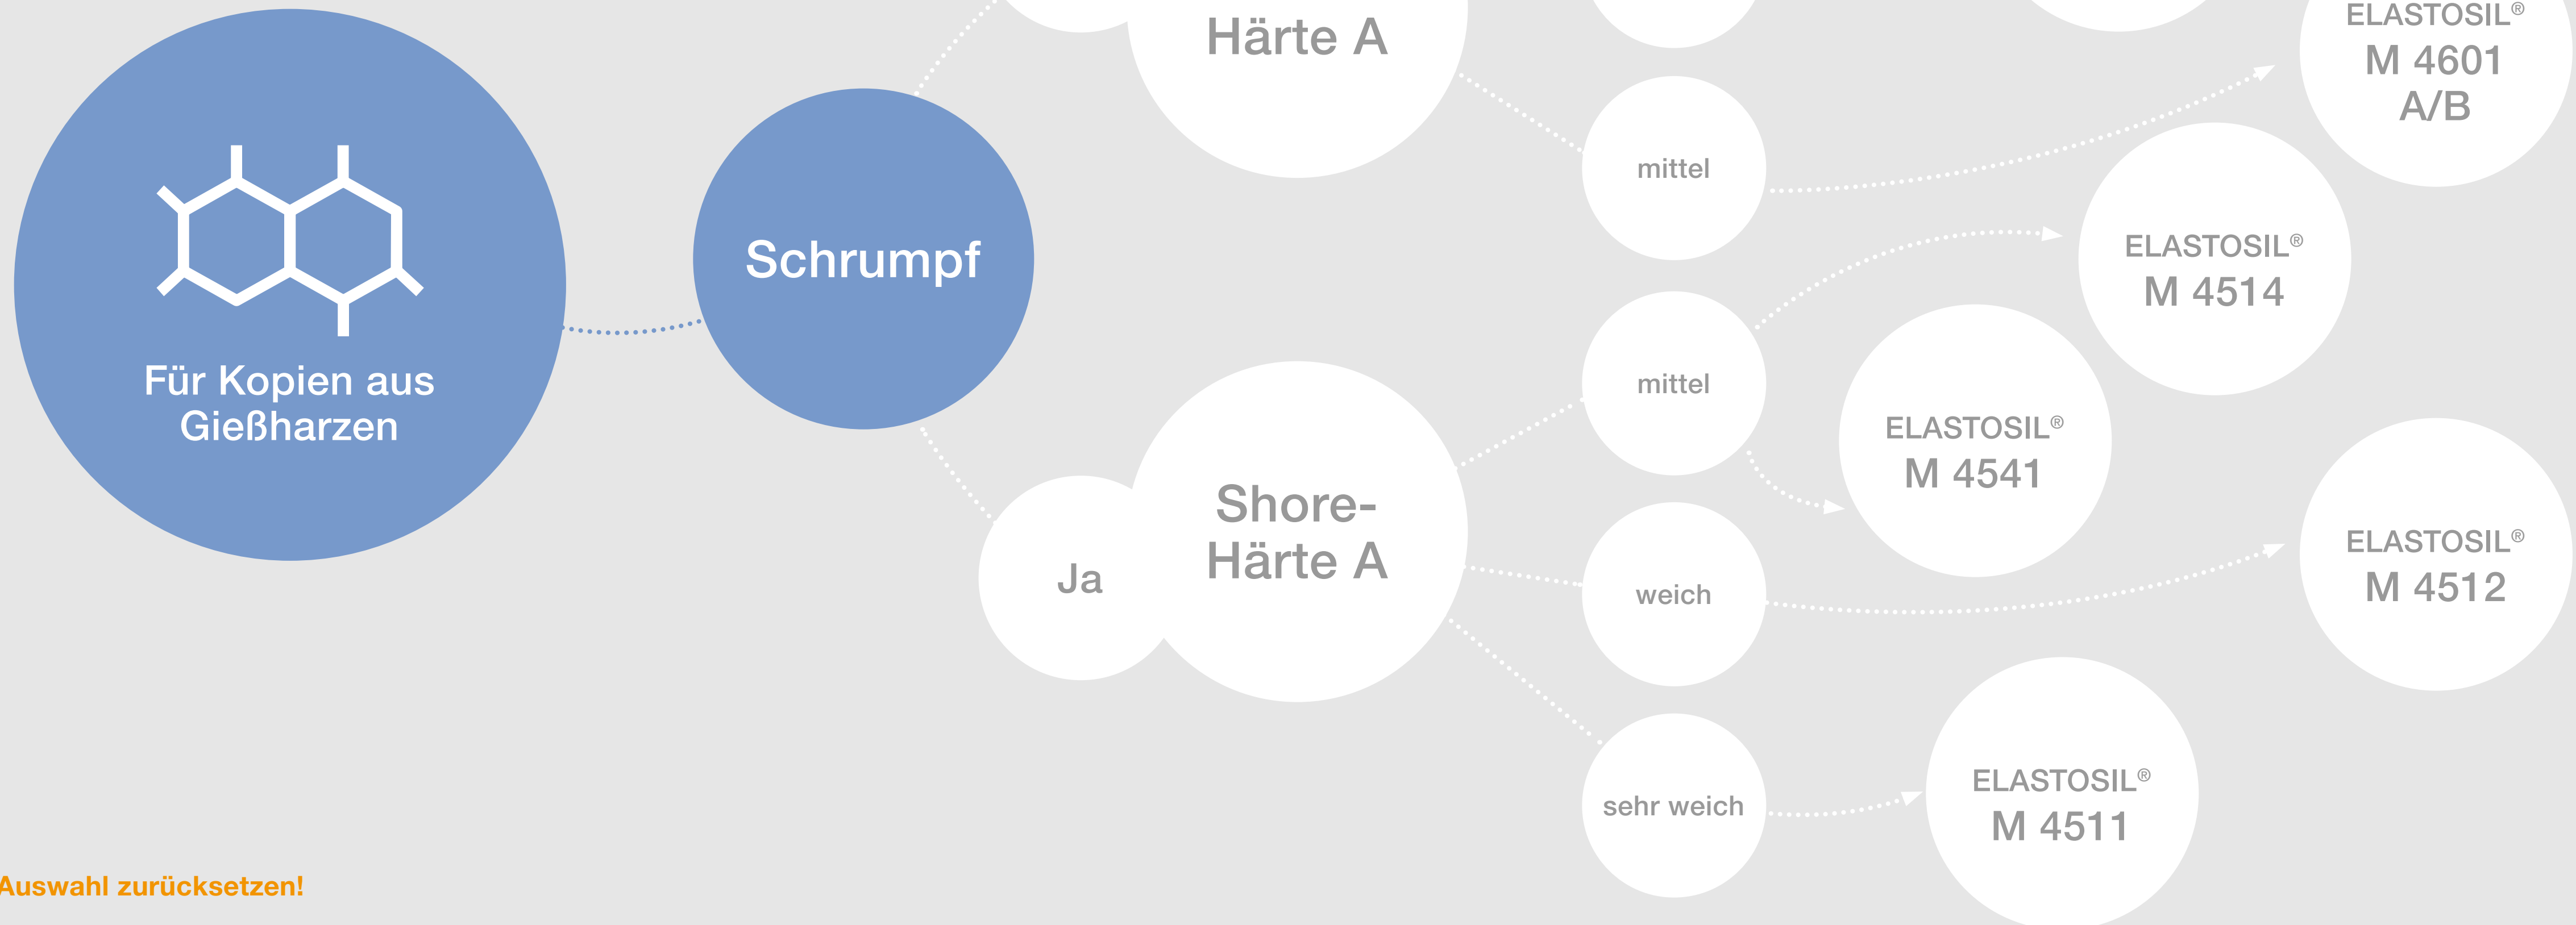 Für Kopien aus
Gießharzen
Schrumpf
Härte A
Ja
Shore-
Härte A
mittel
mittel
weich
sehr weich
ELASTOSIL®
M 4601
A/B
ELASTOSIL®
M 4514
ELASTOSIL®
M 4541
ELASTOSIL®
M 4512
ELASTOSIL®
M 4511
Auswahl zurücksetzen!